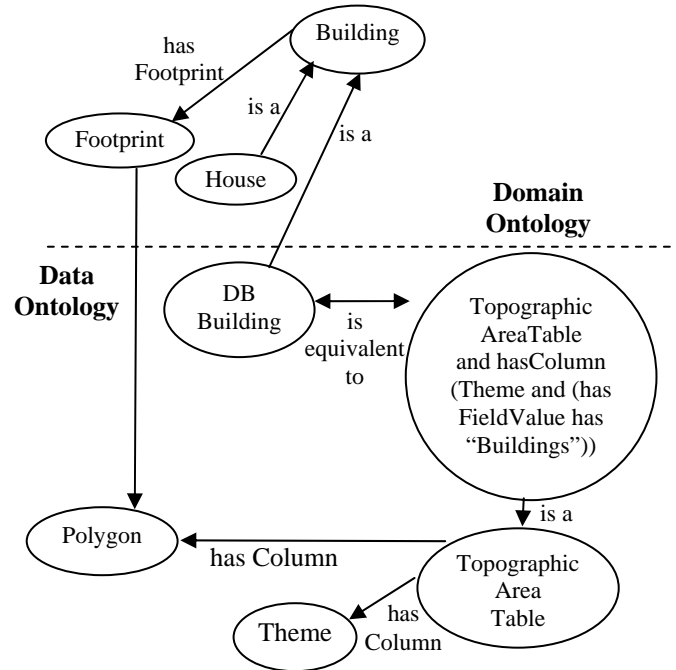 Building
has
Footprint
is a
is a
Footprint
House
Domain
Ontology
Data
Ontology
DB
Building
is
equivalent
to
Topographic
AreaTable
and hasColumn
(Theme and (has
FieldValue has
“Buildings”))
is a
Polygon
has Column
Topographic
Area
Table
has
Column
Theme